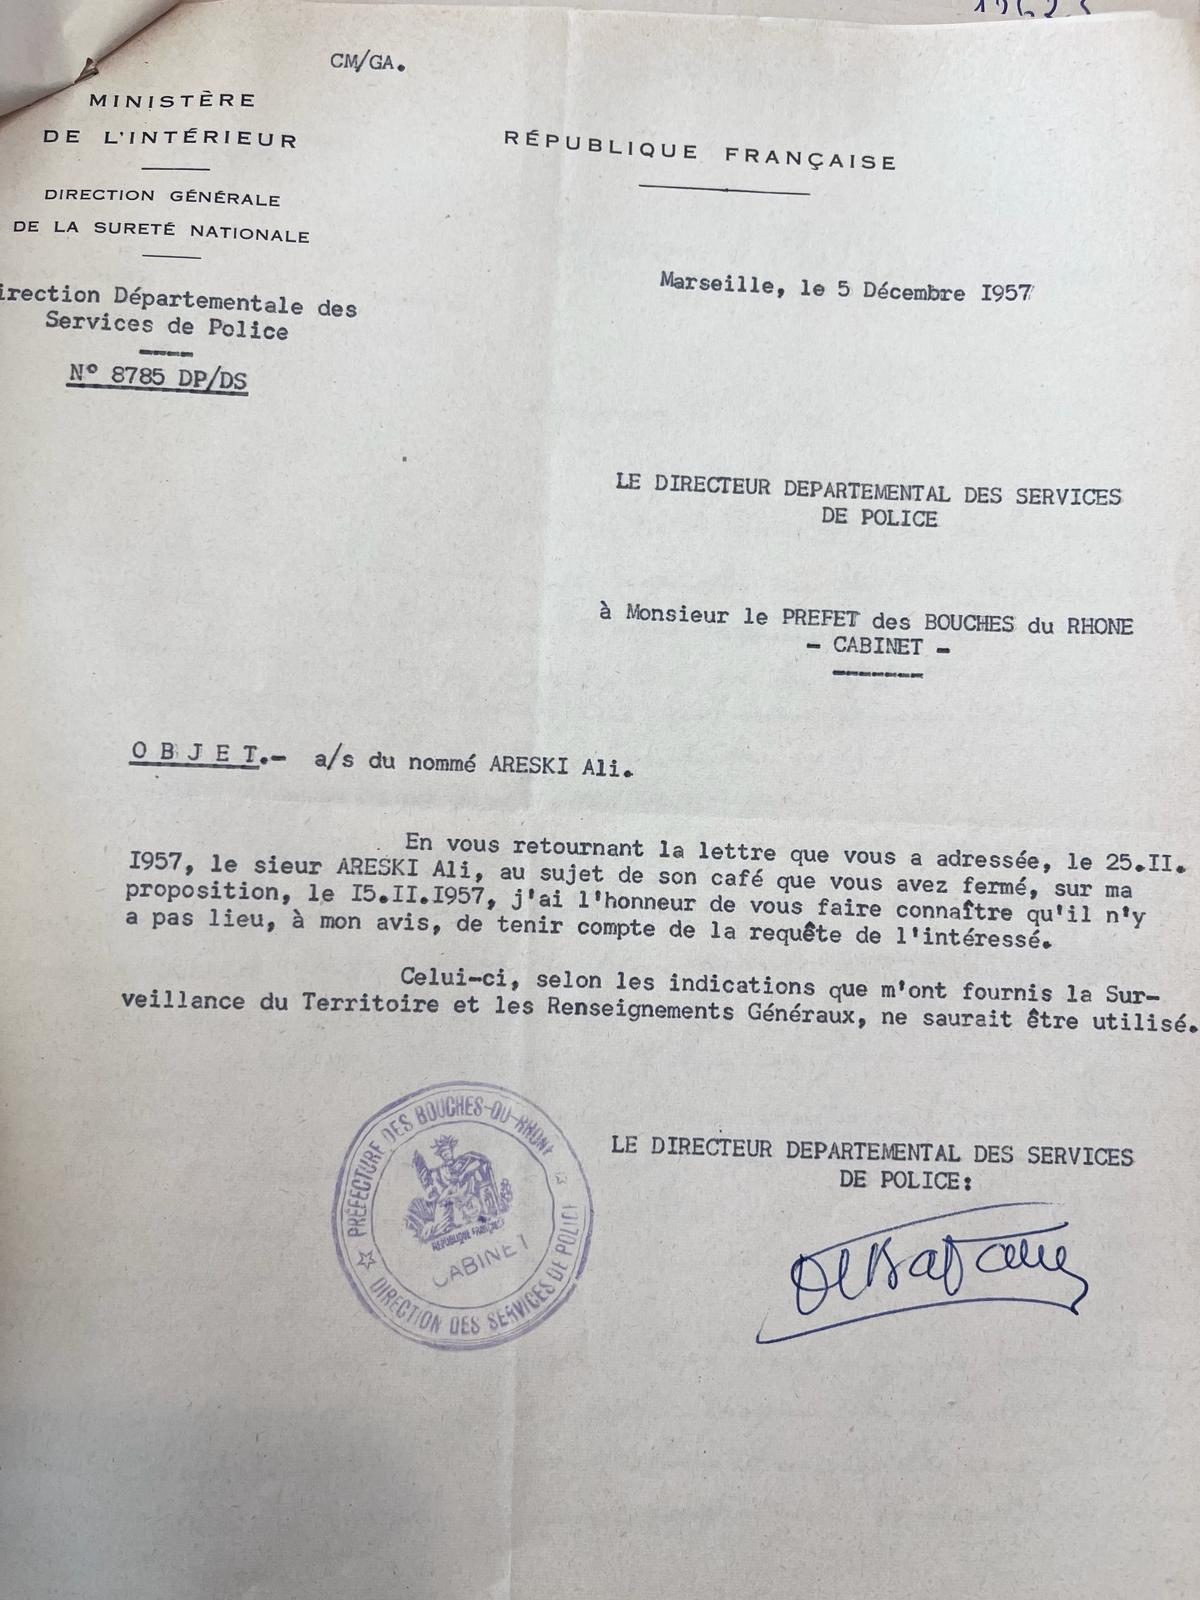 CM/GA.
MINISTÈRE
DE L'INTÉRIEUR
RÉPUBLIQUE FRANÇAISE
DIRECTION GÉNÉRALE
DE LA SURETÉ NATIONALE
irection Départementale des
Services de Police
N° 8785 DP/DS
Marseille, le 5 Décembre I957
LE DIRECTEUR DEPARTEMENTAL DES SERVICES
DE POLICE
à Monsieur le PREFET des BOUCHES du RHONE
- CABINET -
O B J E T.- a/s du nommé ARESKI Ali.
En vous retournant la lettre que vous a adressée, le 25.II.
I957, le sieur ARESKI Ali, au sujet de son café que vous avez fermé, sur ma
proposition, le I5.II.I957, j'ai l'honneur de vous faire connaître qu'il n'y
a pas lieu, à mon avis, de tenir compte de la requête de l'intéressé.
Celui-ci, selon les indications que m'ont fournis la Sur-
veillance du Territoire et les Renseignements Généraux, ne saurait être utilisé.
PRÉFECTURE DES BOUCHES-DU-RHONE
RÉPUBLIQUE FRANÇAISE
CABINET
DIRECTION DES SERVICES DE POLICE
LE DIRECTEUR DEPARTEMENTAL DES SERVICES
DE POLICE: